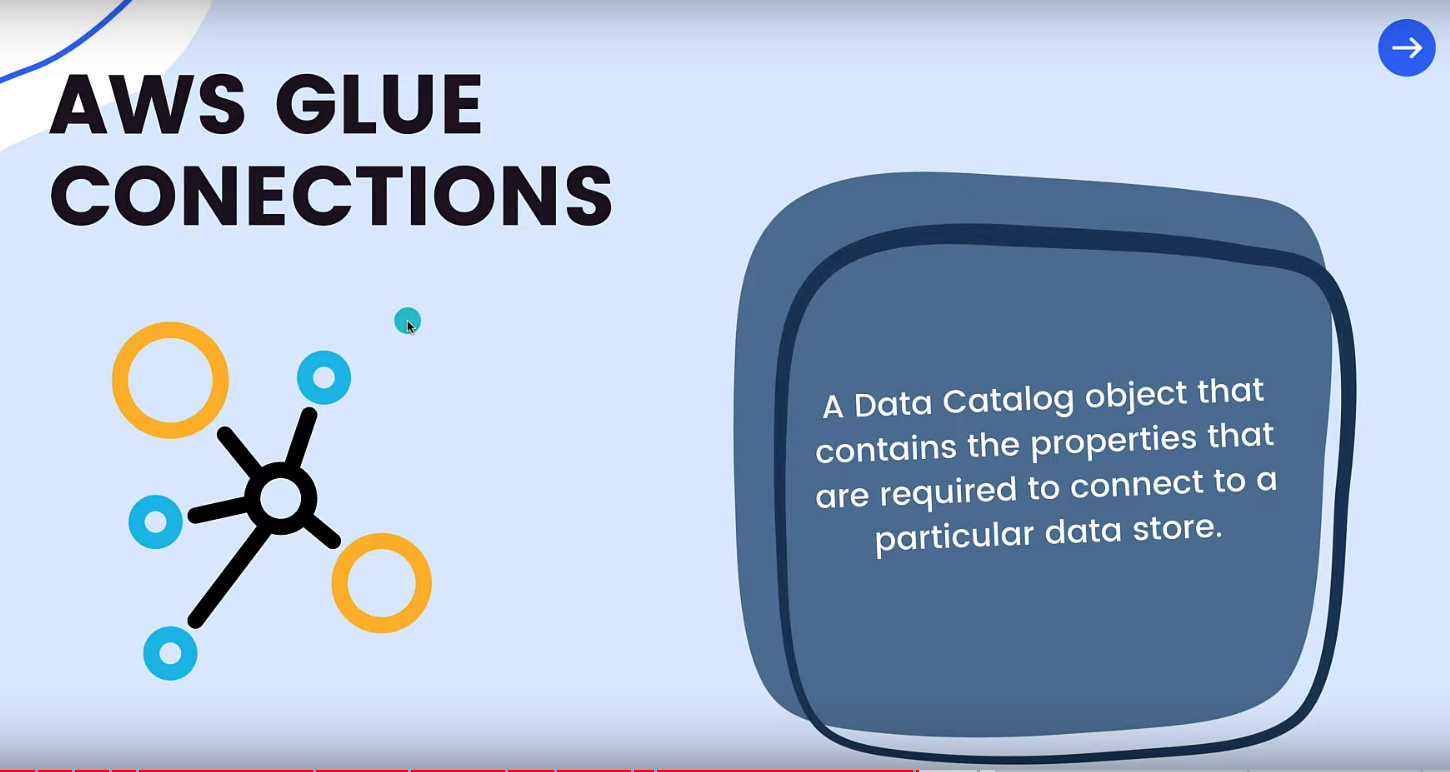 AWS GLUE
CONECTIONS
A Data Catalog object that
contains the properties that
are required to connect to a
particular data store.